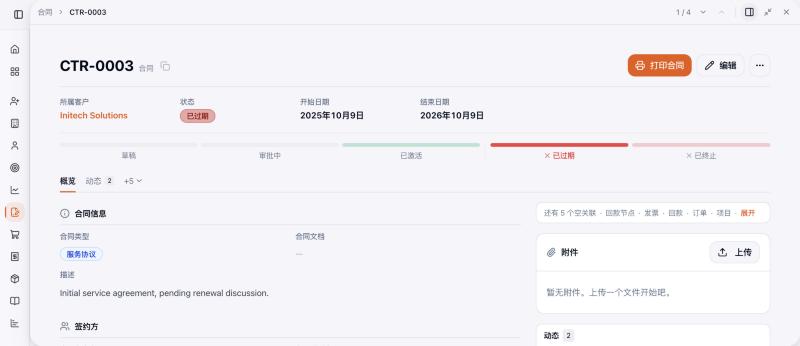 合同 > CTR-0003
1 / 4
CTR-0003 合同
打印合同
编辑
所属客户
状态
开始日期
结束日期
Initech Solutions
已过期
2025年10月9日
2026年10月9日
草稿
审批中
已激活
× 已过期
× 已终止
概览
动态 2
+5
合同信息
合同类型
合同文档
服务协议
—
描述
Initial service agreement, pending renewal discussion.
签约方
还有 5 个空关联 · 回款节点 · 发票 · 回款 · 订单 · 项目 · 展开
附件
上传
暂无附件。上传一个文件开始吧。
动态 2